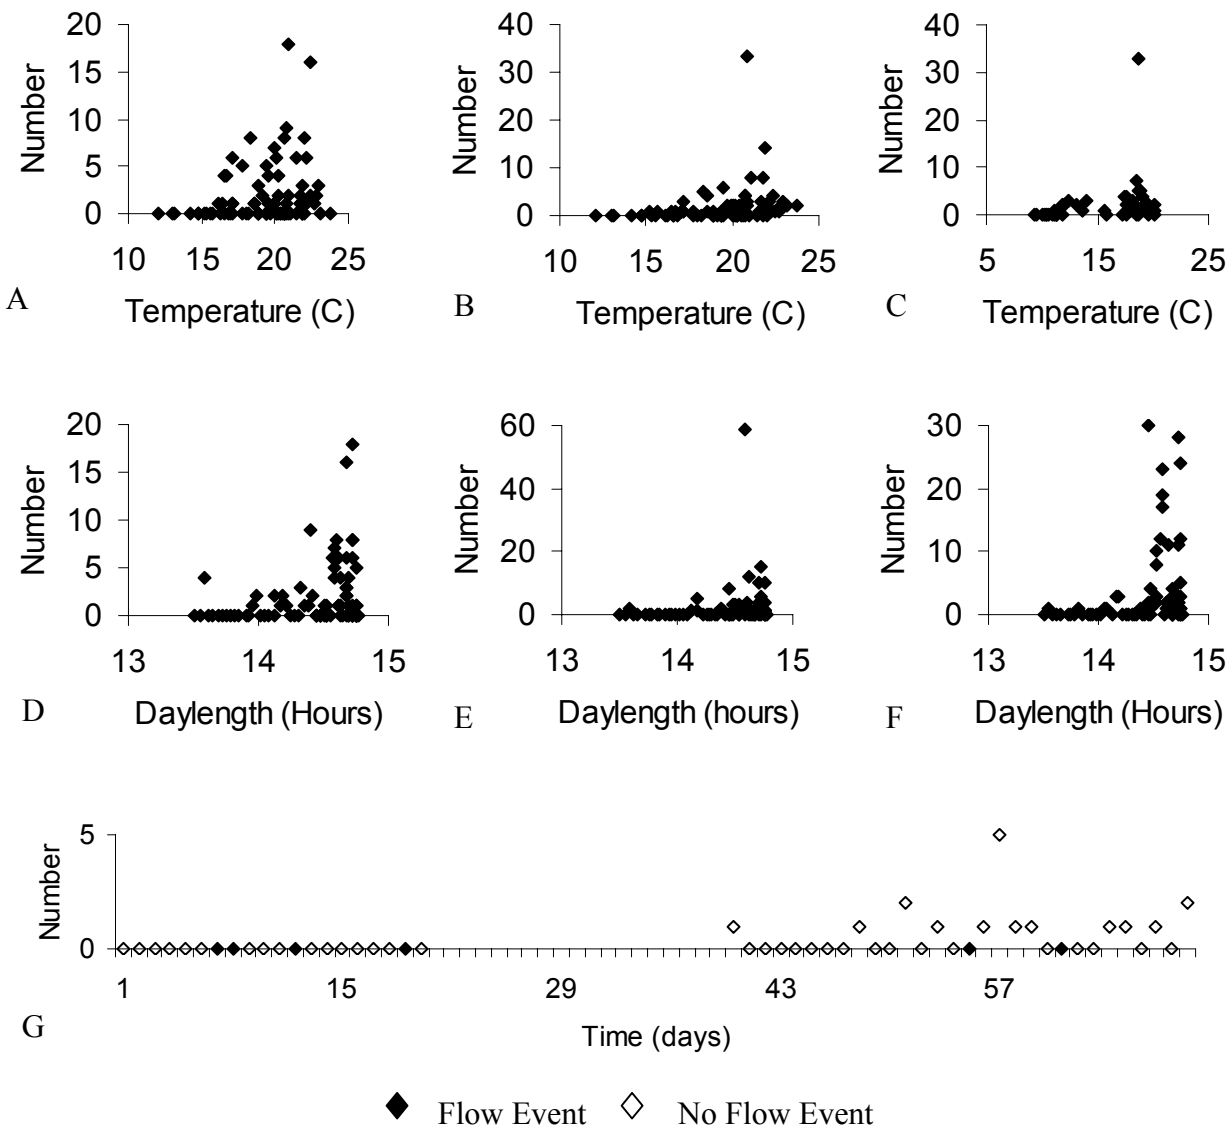 20
15
10
5
0
Number
10 15 20 25
Temperature (C)
A
40
30
20
10
0
Number
10 15 20 25
Temperature (C)
B
40
30
20
10
0
Number
5 15 25
Temperature (C)
C
20
15
10
5
0
Number
13 14 15
Daylength (Hours)
D
60
40
20
0
Number
13 14 15
Daylength (hours)
E
30
20
10
0
Number
13 14 15
Daylength (Hours)
F
5
0
Number
1 15 29 43 57
Time (days)
G
Flow Event No Flow Event